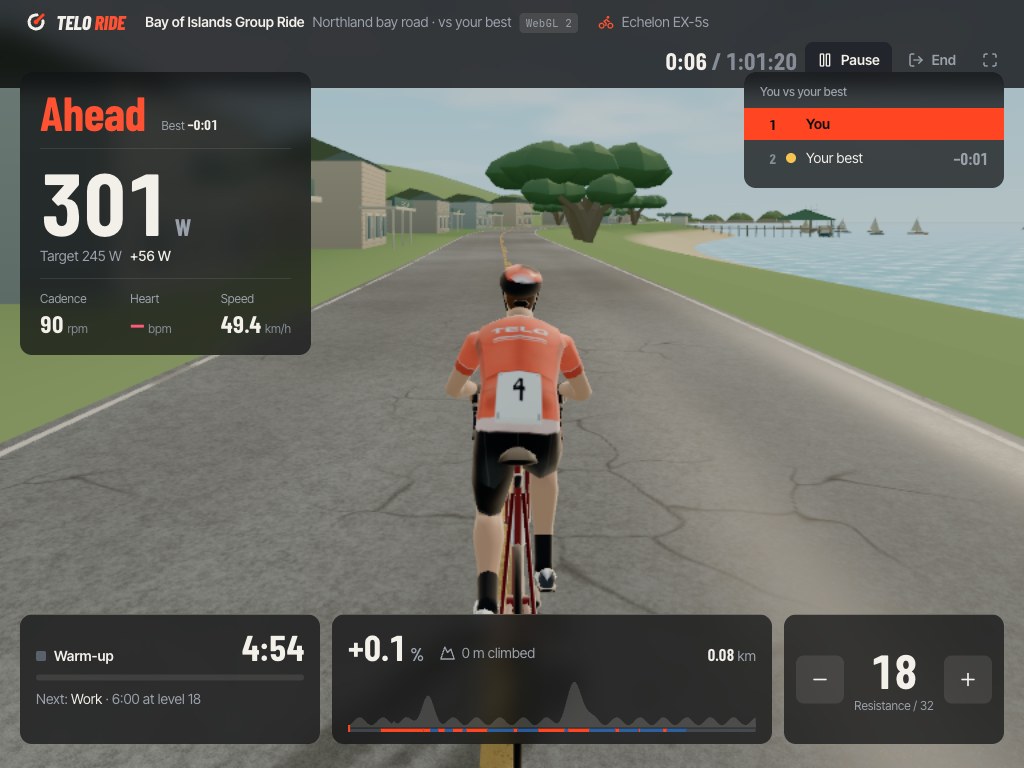 TELO RIDE Bay of Islands Group Ride Northland bay road · vs your best WebGL 2 Echelon EX-5s
0:06 / 1:01:20 Pause End
Ahead Best −0:01
301 W
Target 245 W +56 W
Cadence Heart Speed
90 rpm — bpm 49.4 km/h
You vs your best
1 You
2 Your best −0:01
TELO
4
Warm-up 4:54
Next: Work · 6:00 at level 18
+0.1 % 0 m climbed 0.08 km
− 18 +
Resistance / 32